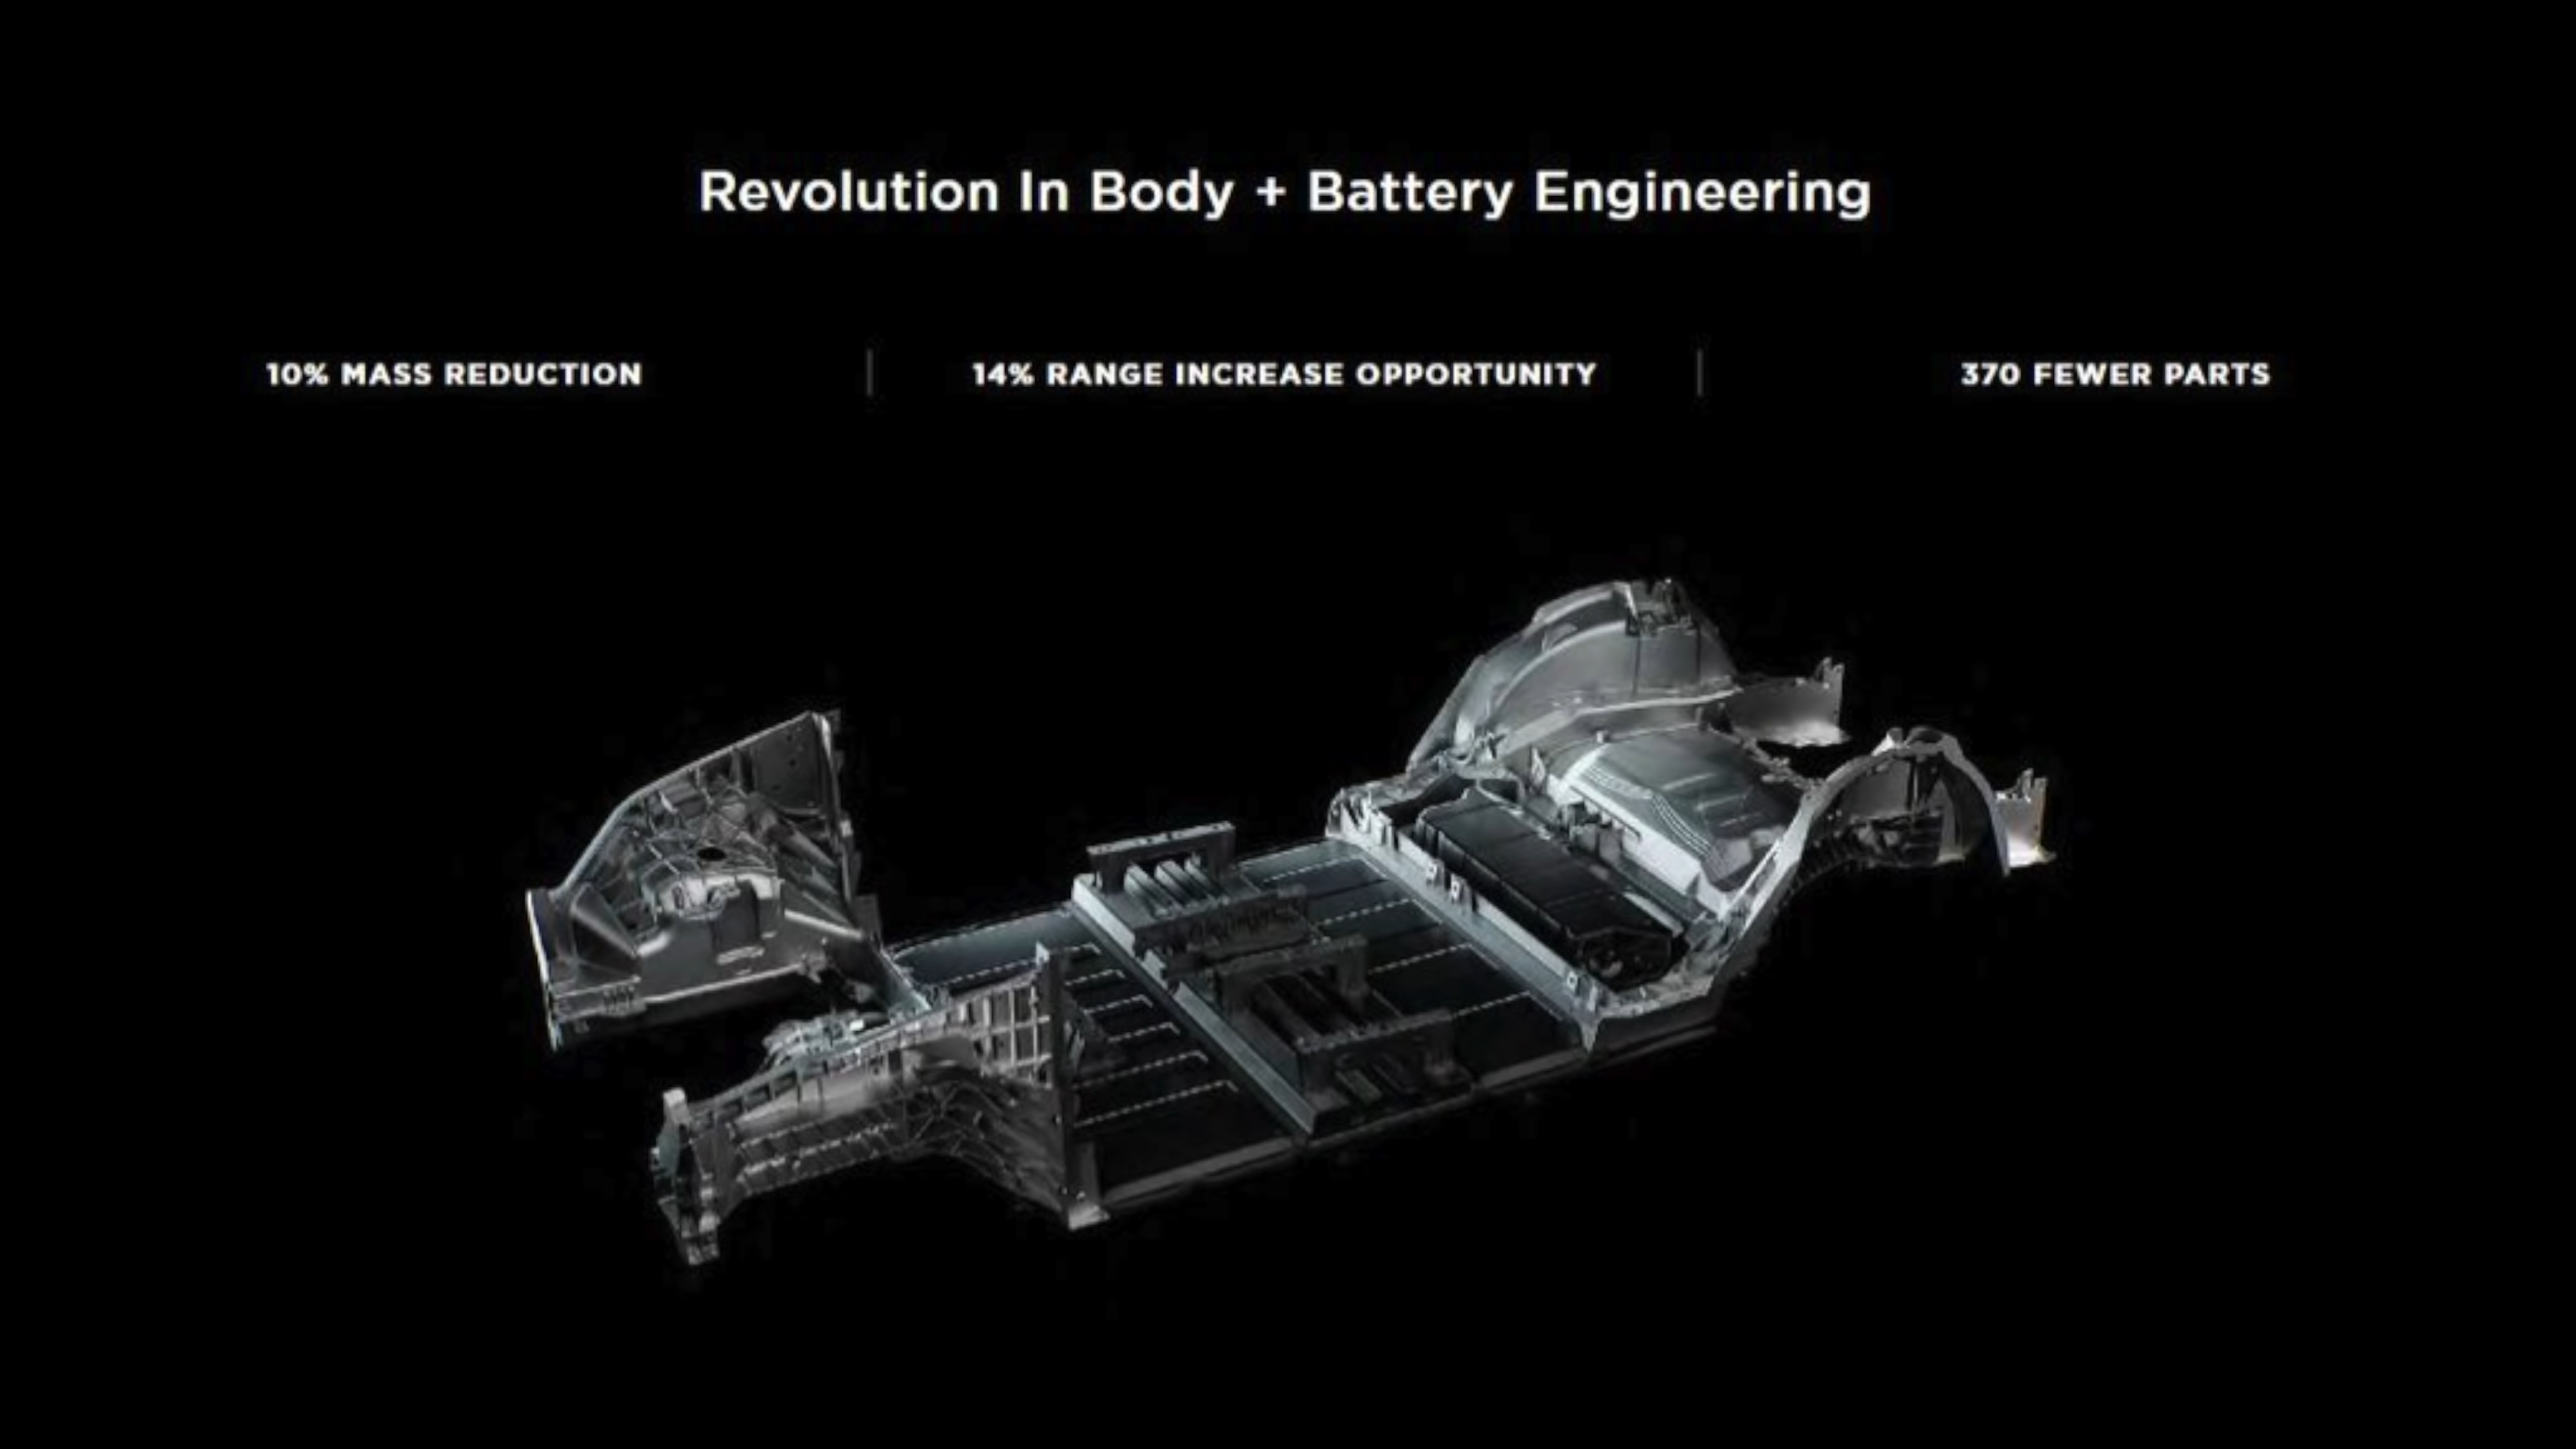 Revolution In Body + Battery Engineering
10% MASS REDUCTION
14% RANGE INCREASE OPPORTUNITY
370 FEWER PARTS